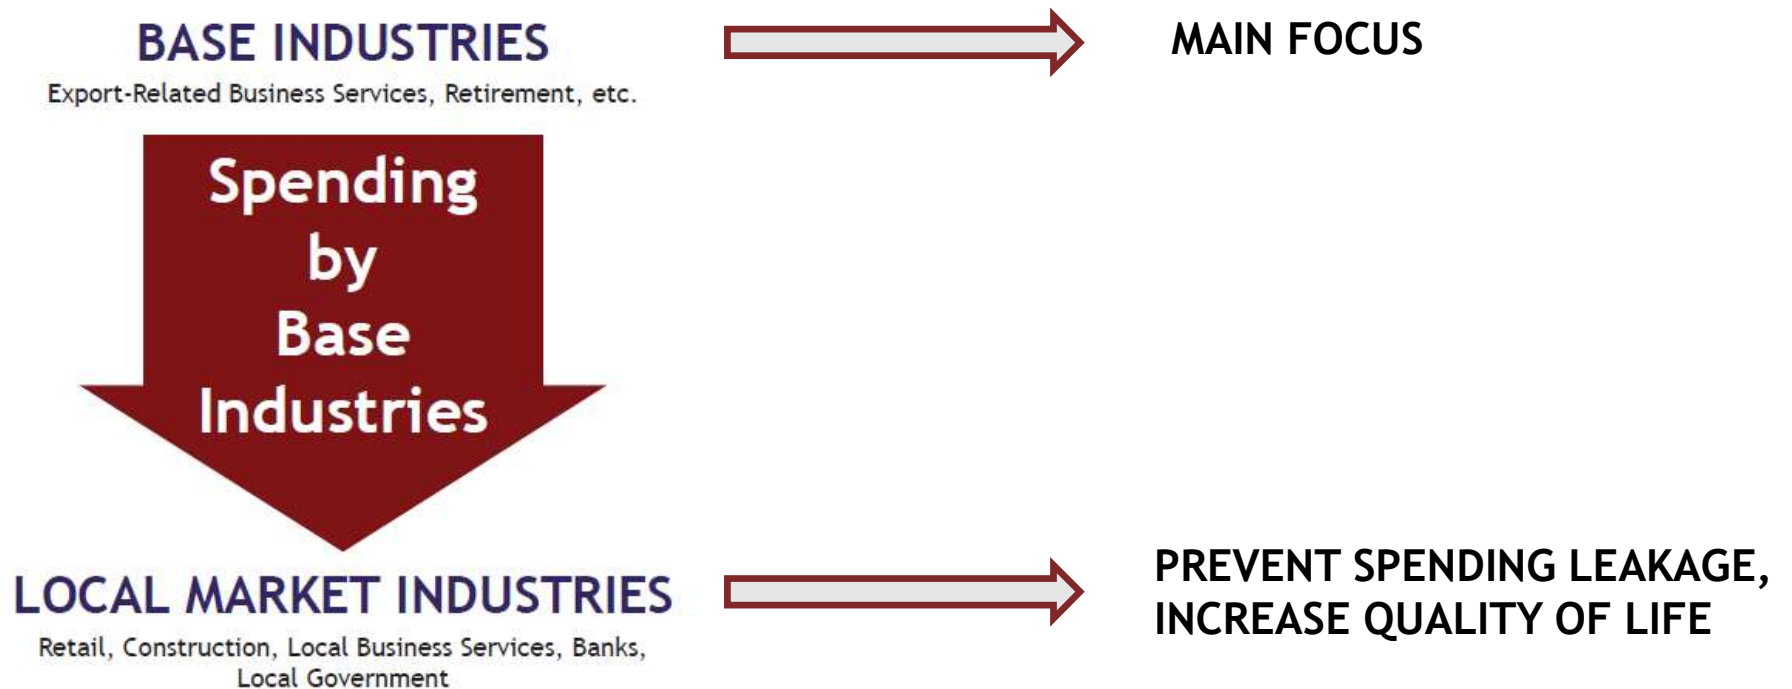 BASE INDUSTRIES
Export-Related Business Services, Retirement, etc.
MAIN FOCUS
Spending
by
Base
Industries
LOCAL MARKET INDUSTRIES
Retail, Construction, Local Business Services, Banks,
Local Government
PREVENT SPENDING LEAKAGE,
INCREASE QUALITY OF LIFE